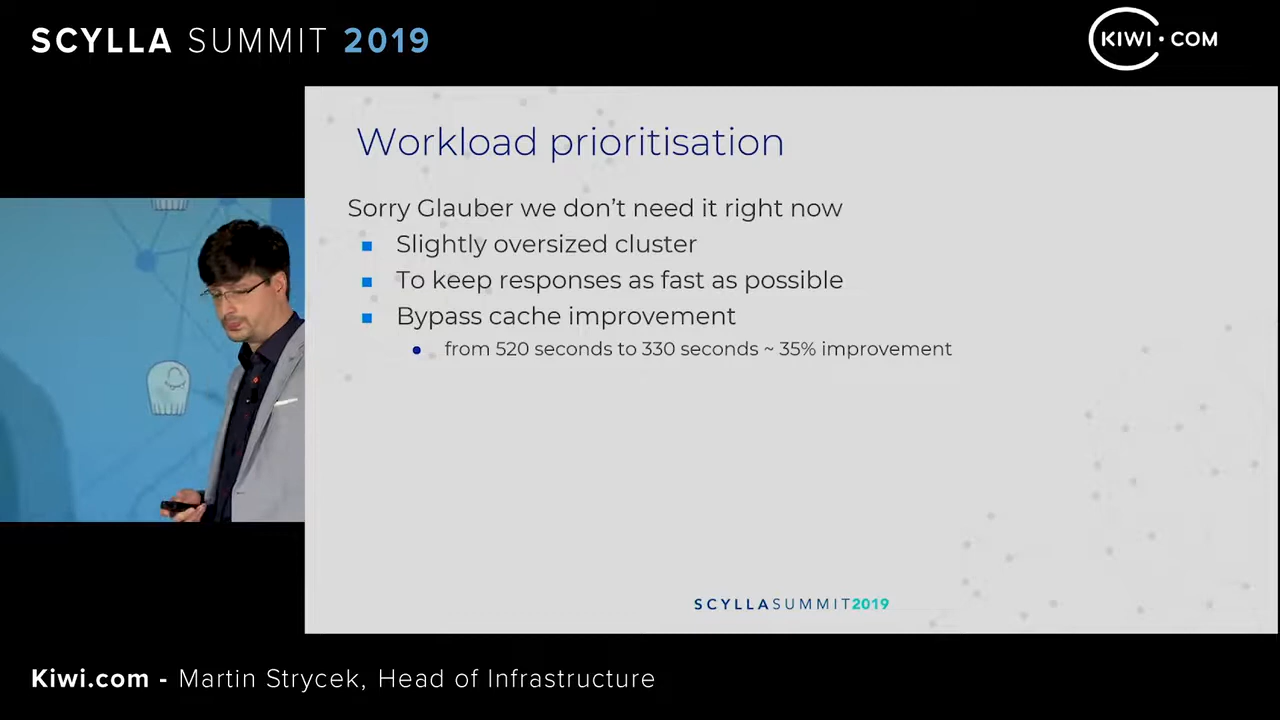 SCYLLA SUMMIT 2019
KIWI.COM
Workload prioritisation
Sorry Glauber we don't need it right now
Slightly oversized cluster
To keep responses as fast as possible
Bypass cache improvement
from 520 seconds to 330 seconds ~ 35% improvement
SCYLLASUMMIT2019
Kiwi.com - Martin Strycek, Head of Infrastructure